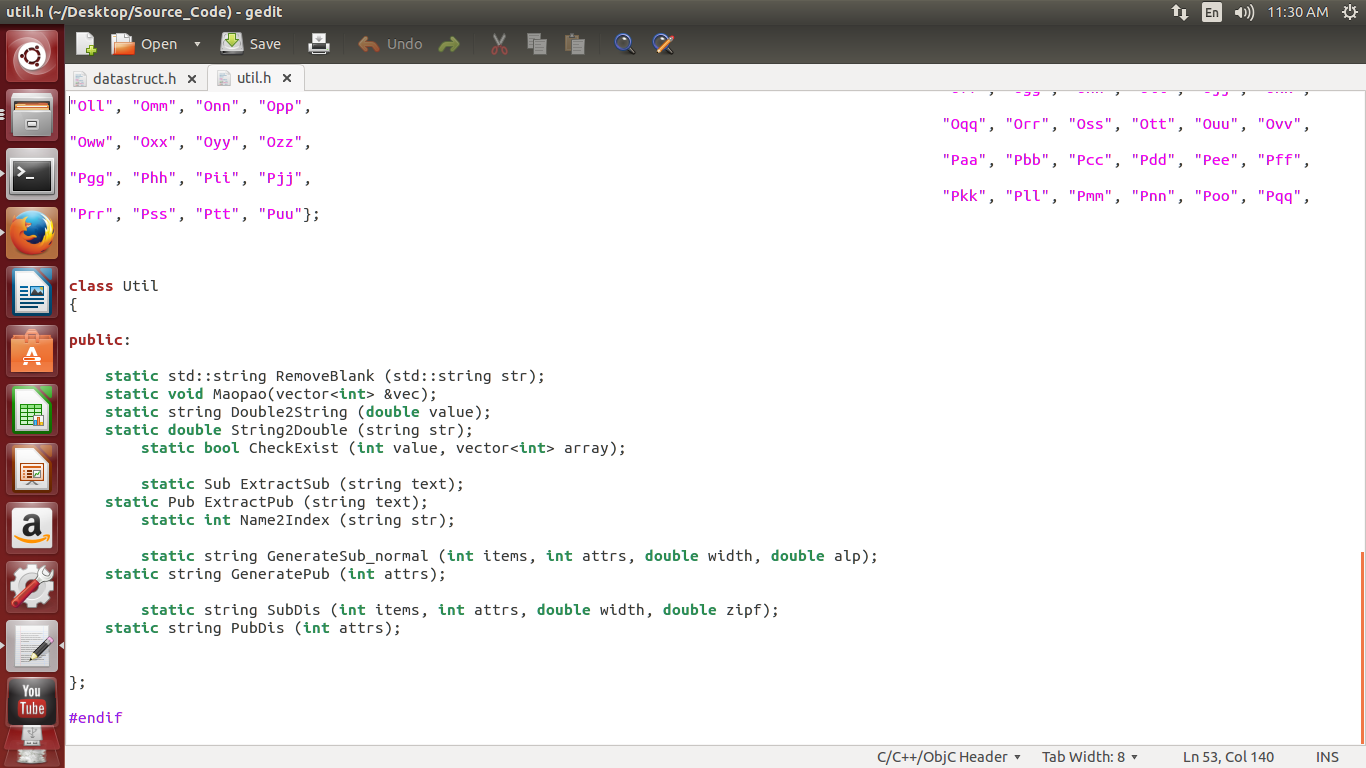 util.h (~/Desktop/Source_Code) - gedit
En
11:30 AM
Open
Save
Undo
datastruct.h
util.h
"Oll", "Omm", "Onn", "Opp",
"Oqq", "Orr", "Oss", "Ott", "Ouu", "Ovv",
"Oww", "Oxx", "Oyy", "Ozz",
"Paa", "Pbb", "Pcc", "Pdd", "Pee", "Pff",
"Pgg", "Phh", "Pii", "Pjj",
"Pkk", "Pll", "Pmm", "Pnn", "Poo", "Pqq",
"Prr", "Pss", "Ptt", "Puu"};
class Util
{
public:
static std::string RemoveBlank (std::string str);
static void Maopao(vector<int> &vec);
static string Double2String (double value);
static double String2Double (string str);
static bool CheckExist (int value, vector<int> array);
static Sub ExtractSub (string text);
static Pub ExtractPub (string text);
static int Name2Index (string str);
static string GenerateSub_normal (int items, int attrs, double width, double alp);
static string GeneratePub (int attrs);
static string SubDis (int items, int attrs, double width, double zipf);
static string PubDis (int attrs);
};
#endif
You
Tube
C/C++/ObjC Header
Tab Width: 8
Ln 53, Col 140
INS